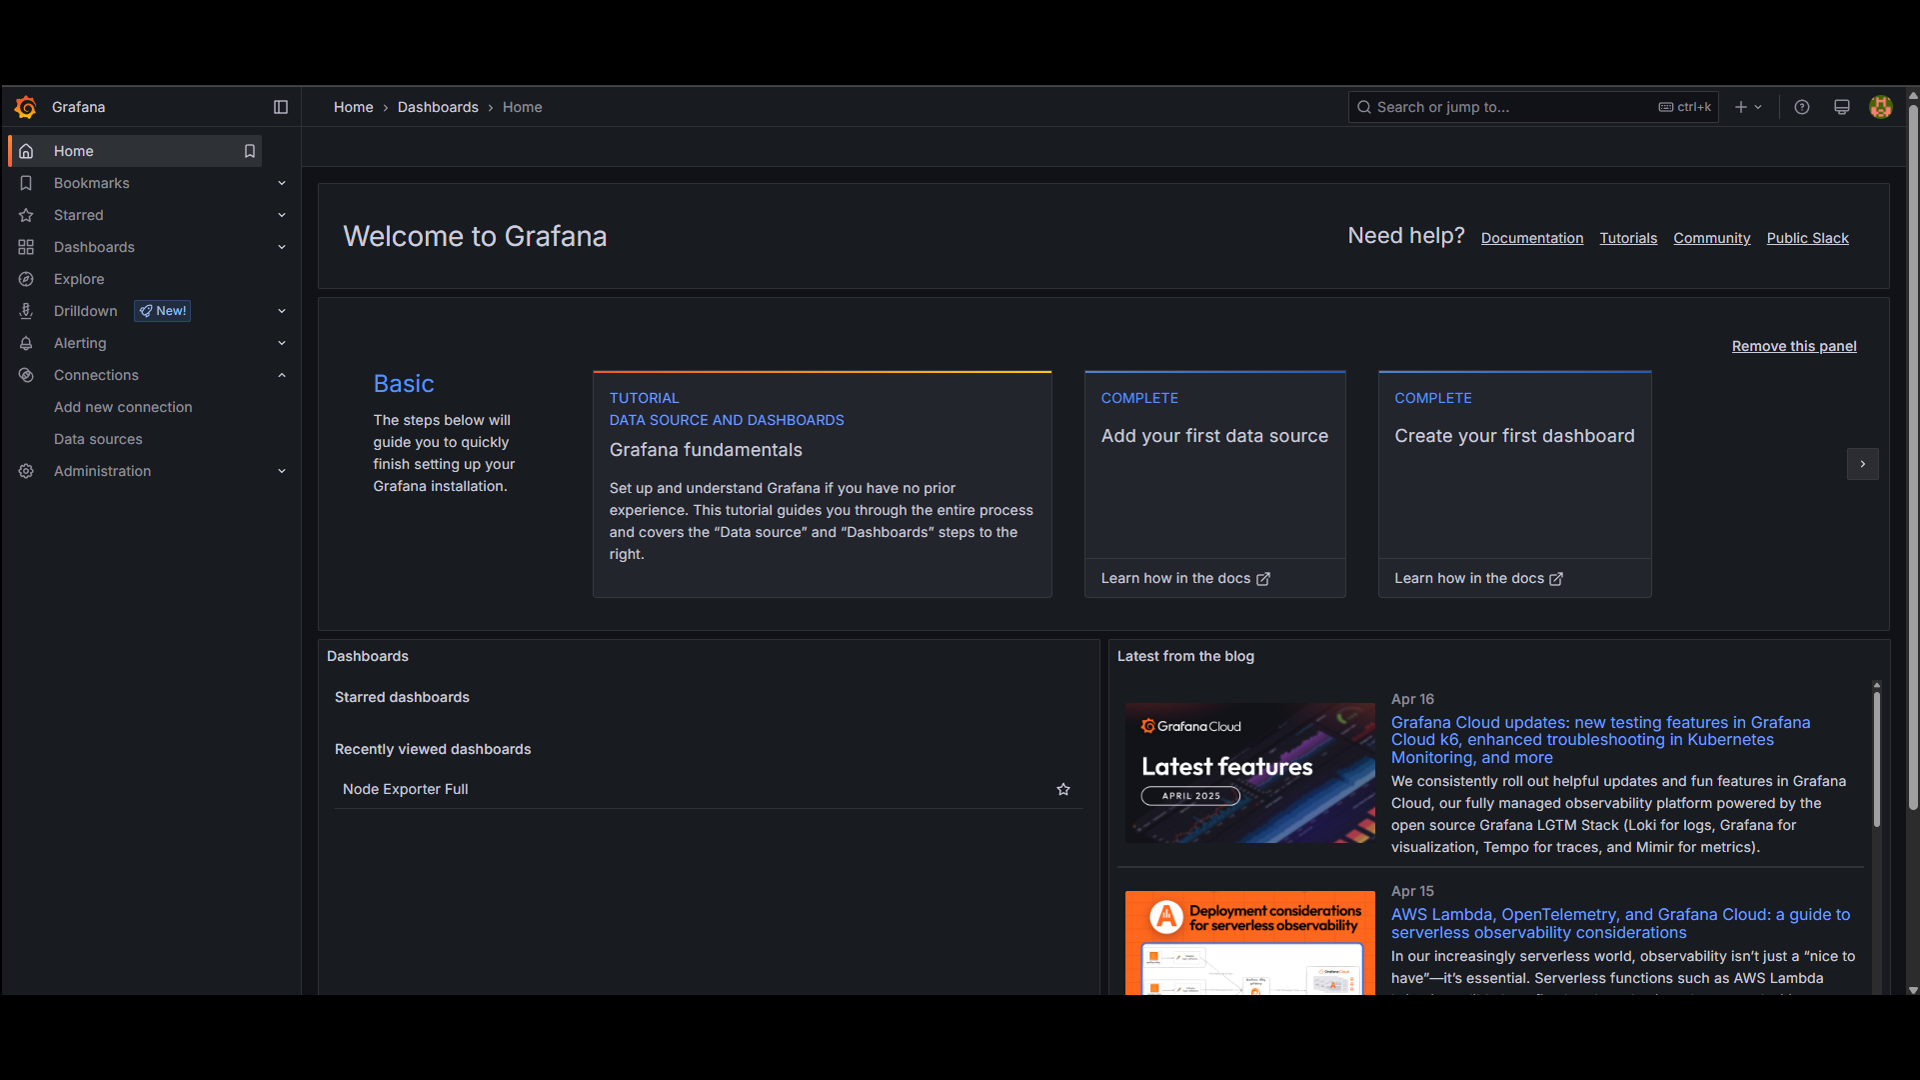 Grafana
Home › Dashboards › Home
Search or jump to...
ctrl+k
Home
Bookmarks
Starred
Dashboards
Explore
Drilldown
New!
Alerting
Connections
Add new connection
Data sources
Administration
Welcome to Grafana
Need help?
Documentation
Tutorials
Community
Public Slack
Remove this panel
Basic
The steps below will
guide you to quickly
finish setting up your
Grafana installation.
TUTORIAL
DATA SOURCE AND DASHBOARDS
Grafana fundamentals
Set up and understand Grafana if you have no prior
experience. This tutorial guides you through the entire process
and covers the “Data source” and “Dashboards” steps to the
right.
COMPLETE
Add your first data source
Learn how in the docs
COMPLETE
Create your first dashboard
Learn how in the docs
Dashboards
Starred dashboards
Recently viewed dashboards
Node Exporter Full
Latest from the blog
Grafana Cloud
Latest features
APRIL 2025
Apr 16
Grafana Cloud updates: new testing features in Grafana
Cloud k6, enhanced troubleshooting in Kubernetes
Monitoring, and more
We consistently roll out helpful updates and fun features in Grafana
Cloud, our fully managed observability platform powered by the
open source Grafana LGTM Stack (Loki for logs, Grafana for
visualization, Tempo for traces, and Mimir for metrics).
Deployment considerations
for serverless observability
Apr 15
AWS Lambda, OpenTelemetry, and Grafana Cloud: a guide to
serverless observability considerations
In our increasingly serverless world, observability isn’t just a “nice to
have”—it’s essential. Serverless functions such as AWS Lambda